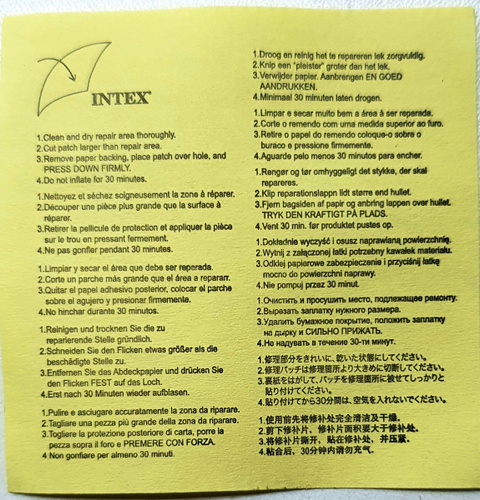 INTEX®
1.Clean and dry repair area thoroughly.
2.Cut patch larger than repair area.
3.Remove paper backing, place patch over hole, and
PRESS DOWN FIRMLY.
4.Do not inflate for 30 minutes.
1.Nettoyez et séchez soigneusement la zone à réparer.
2.Découper une pièce plus grande que la surface à
réparer.
3.Retirer la pellicule de protection et appliquer la pièce
sur le trou en pressant fermement.
4.Ne pas gonfler pendant 30 minutes.
1.Limpiar y secar el área que debe ser reparada.
2.Corte un parche más grande que el área a repararr.
3.Quitar el papel adhesivo posterior, colocar el parche
sobre el agujero y presionar firmemente.
4.No hinchar durante 30 minutos.
1.Reinigen und trocknen Sie die zu
reparierende Stelle gründlich.
2.Schneiden Sie den Flicken etwas größer als die
beschädigte Stelle zu.
3.Entfernen Sie das Abdeckpapier und drücken Sie
den Flicken FEST auf das Loch.
4.Erst nach 30 Minuten wieder aufblasen.
1.Pulire e asciugare accuratamente la zona da riparare.
2.Tagliare una pezza più grande della zona da riparare.
3.Togliere la protezione posteriore di carta, porre la
pezza sopra il foro e PREMERE CON FORZA.
4 Non gonfiare per almeno 30 minuti.
1.Droog en reinig het te repareren lek zorgvuldig.
2.Knip een "pleister" groter dan het lek.
3.Verwijder papier. Aanbrengen EN GOED
AANDRUKKEN.
4.Minimaal 30 minuten laten drogen.
1.Limpar e secar muito bem a área à ser reparada.
2.Corte o remendo com uma medida superior ao furo.
3.Retire o papel do remendo coloque-o sobre o
buraco e pressione firmemente.
4.Aguarde pelo menos 30 minutos para encher.
1.Rengør og tør omhyggeligt det stykke, der skal
repareres.
2.Klip reparationslappn lidt større end hullet.
3.Fjern bagsiden af papir og anbring lappen over hullet.
TRYK DEN KRAFTIGT PÅ PLADS.
4.Vent 30 min. før produktet pustes op.
1.Dokładnie wyczyść i osusz naprawianą powierzchnię.
2.Wytnij z załączonej łatki potrzebny kawałek materiału.
3.Odklej papierowe zabezpieczenie i przyciśnij łatkę
mocno do powierzchni naprawy.
4.Nie pompuj przez 30 minut.
1.Очистить и просушить место, подлежащее ремонту.
2.Вырезать заплатку нужного размера.
3.Удалить бумажное покрытие, положить заплатку
на дырку и СИЛЬНО ПРИЖАТЬ.
4.Не надувать в течение 30-ти минут.
1.修理部分をきれいに、乾いた状態にしてください。
2.修理パッチは修理箇所より大きめに切断してください。
3.裏紙をはがして、パッチを修理箇所に被せてしっかりと
貼り付けてください。
4.貼り付けてから30分間は、空気を入れないでください。
1.使用前先将修补处完全清洁及干燥。
2.剪下修补片，修补片面积要大于修补处。
3.将修补片撕开，贴在修补处，并压紧。
4.粘合后，30分钟内请勿充气。